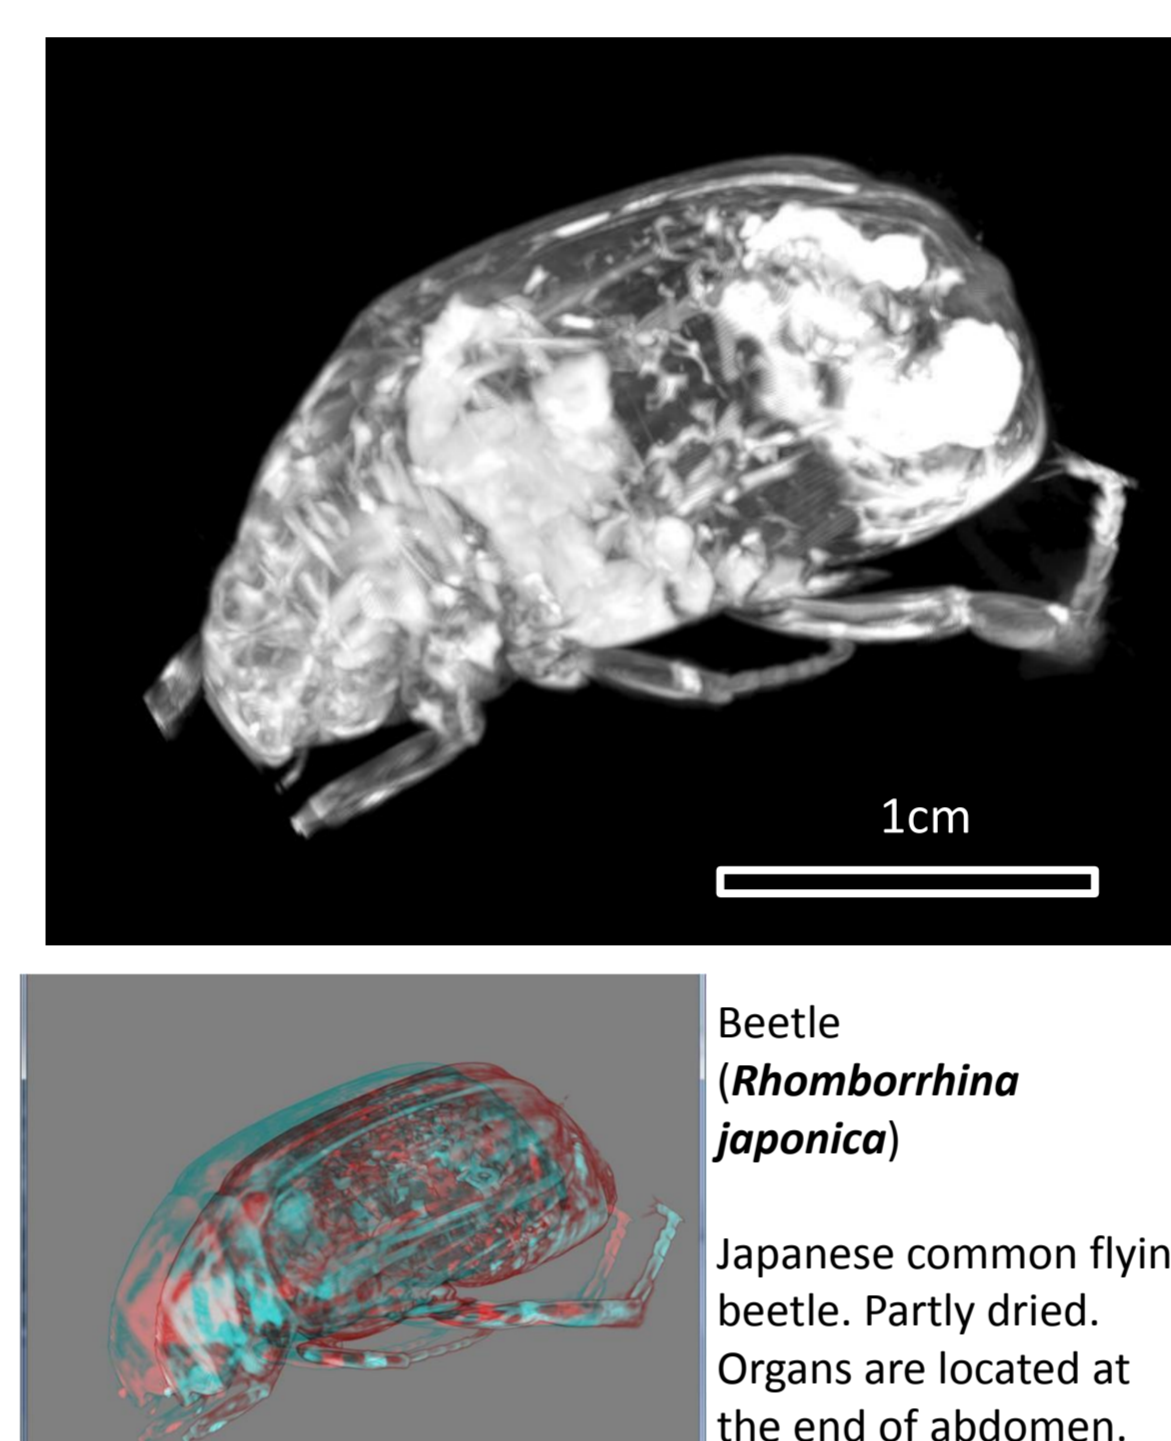 1cm
Beetle
(Rhomborrhina
japonica)
Japanese common flyin
beetle. Partly dried.
Organs are located at
the end of abdomen.